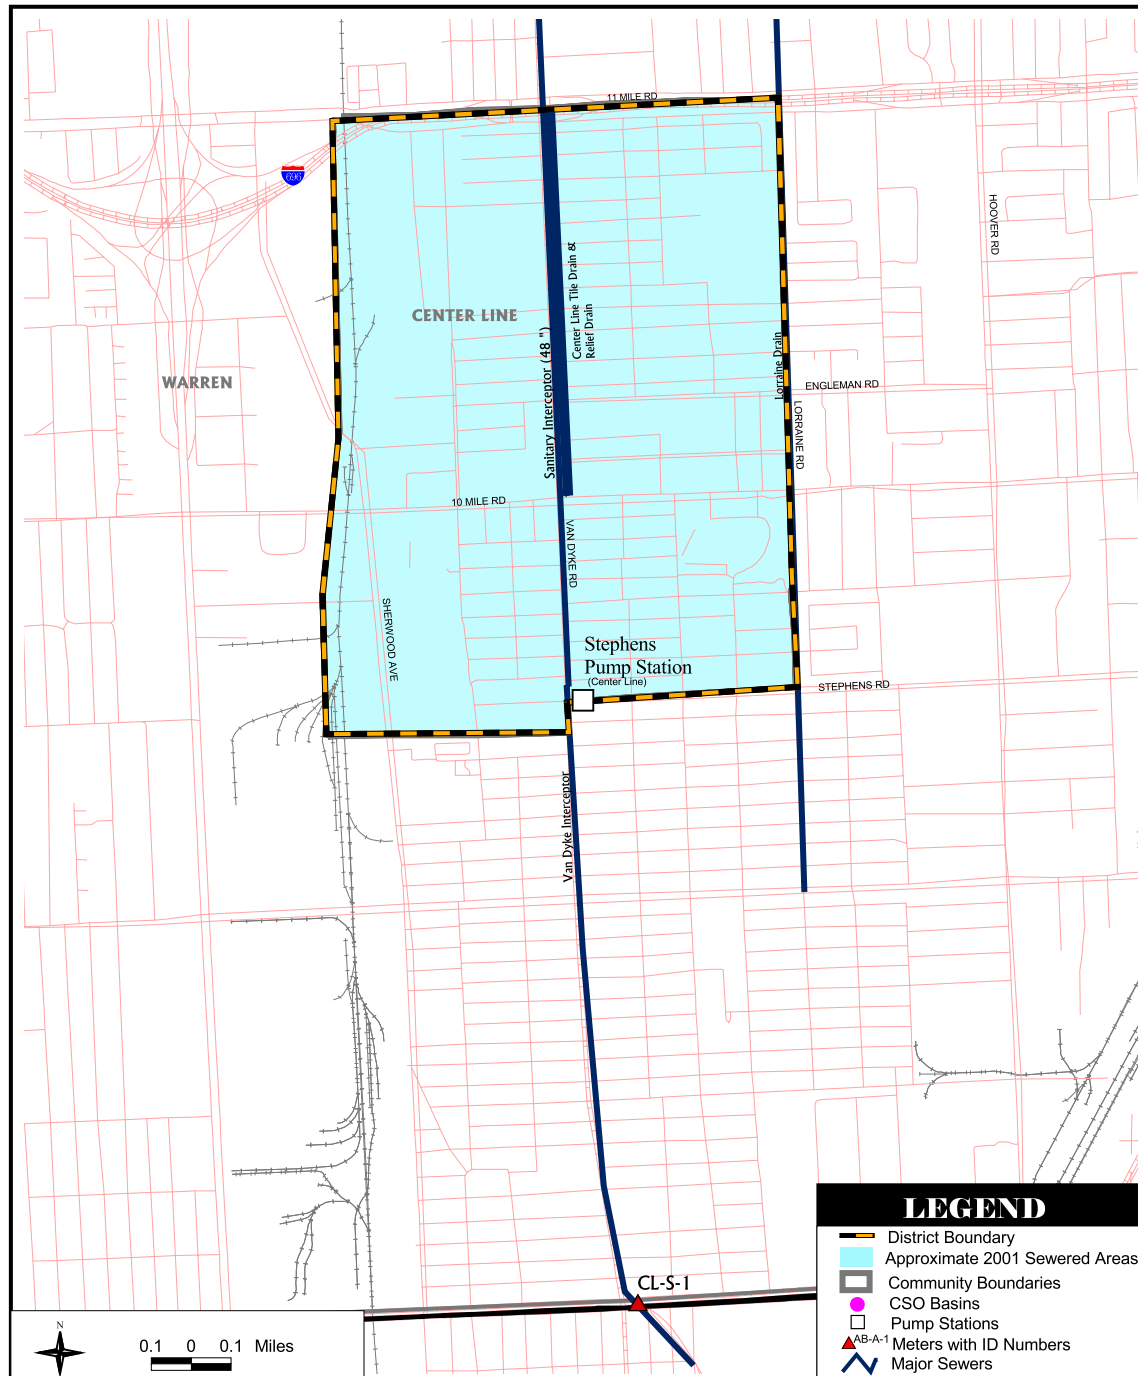 11 MILE RD
696
HOOVER RD
Center Line Tile Drain &
Relief Drain
CENTER LINE
Sanitary Interceptor (48 ")
Lorraine Drain
WARREN
ENGLEMAN RD
LORRAINE RD
10 MILE RD
VAN DYKE RD
SHERWOOD AVE
Stephens
Pump Station
(Center Line)
STEPHENS RD
Van Dyke Interceptor
CL-S-1
LEGEND
District Boundary
Approximate 2001 Sewered Areas
Community Boundaries
CSO Basins
Pump Stations
AB-A-1 Meters with ID Numbers
Major Sewers
N
0.1 0 0.1 Miles